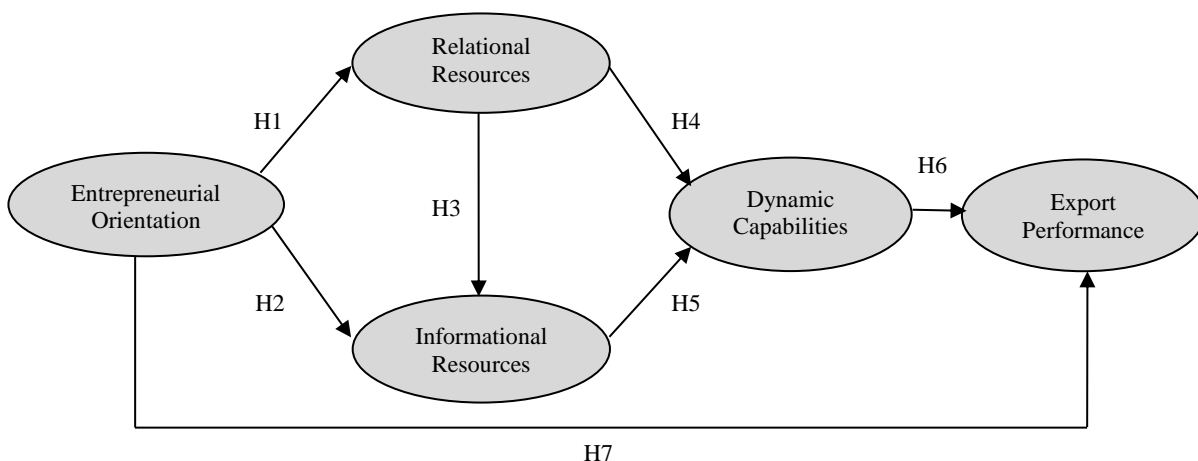 Relational
Resources
H1
H4
Entrepreneurial
Orientation
H3
Dynamic
Capabilities
H6
Export
Performance
H2
H5
Informational
Resources
H7